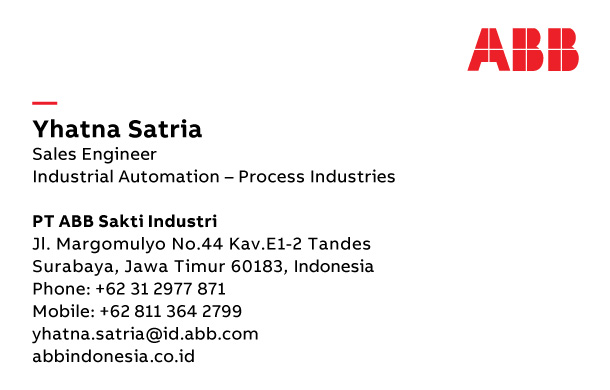 ABB
Yhatna Satria
Sales Engineer
Industrial Automation – Process Industries
PT ABB Sakti Industri
Jl. Margomulyo No.44 Kav.E1-2 Tandes
Surabaya, Jawa Timur 60183, Indonesia
Phone: +62 31 2977 871
Mobile: +62 811 364 2799
yhatna.satria@id.abb.com
abbindonesia.co.id